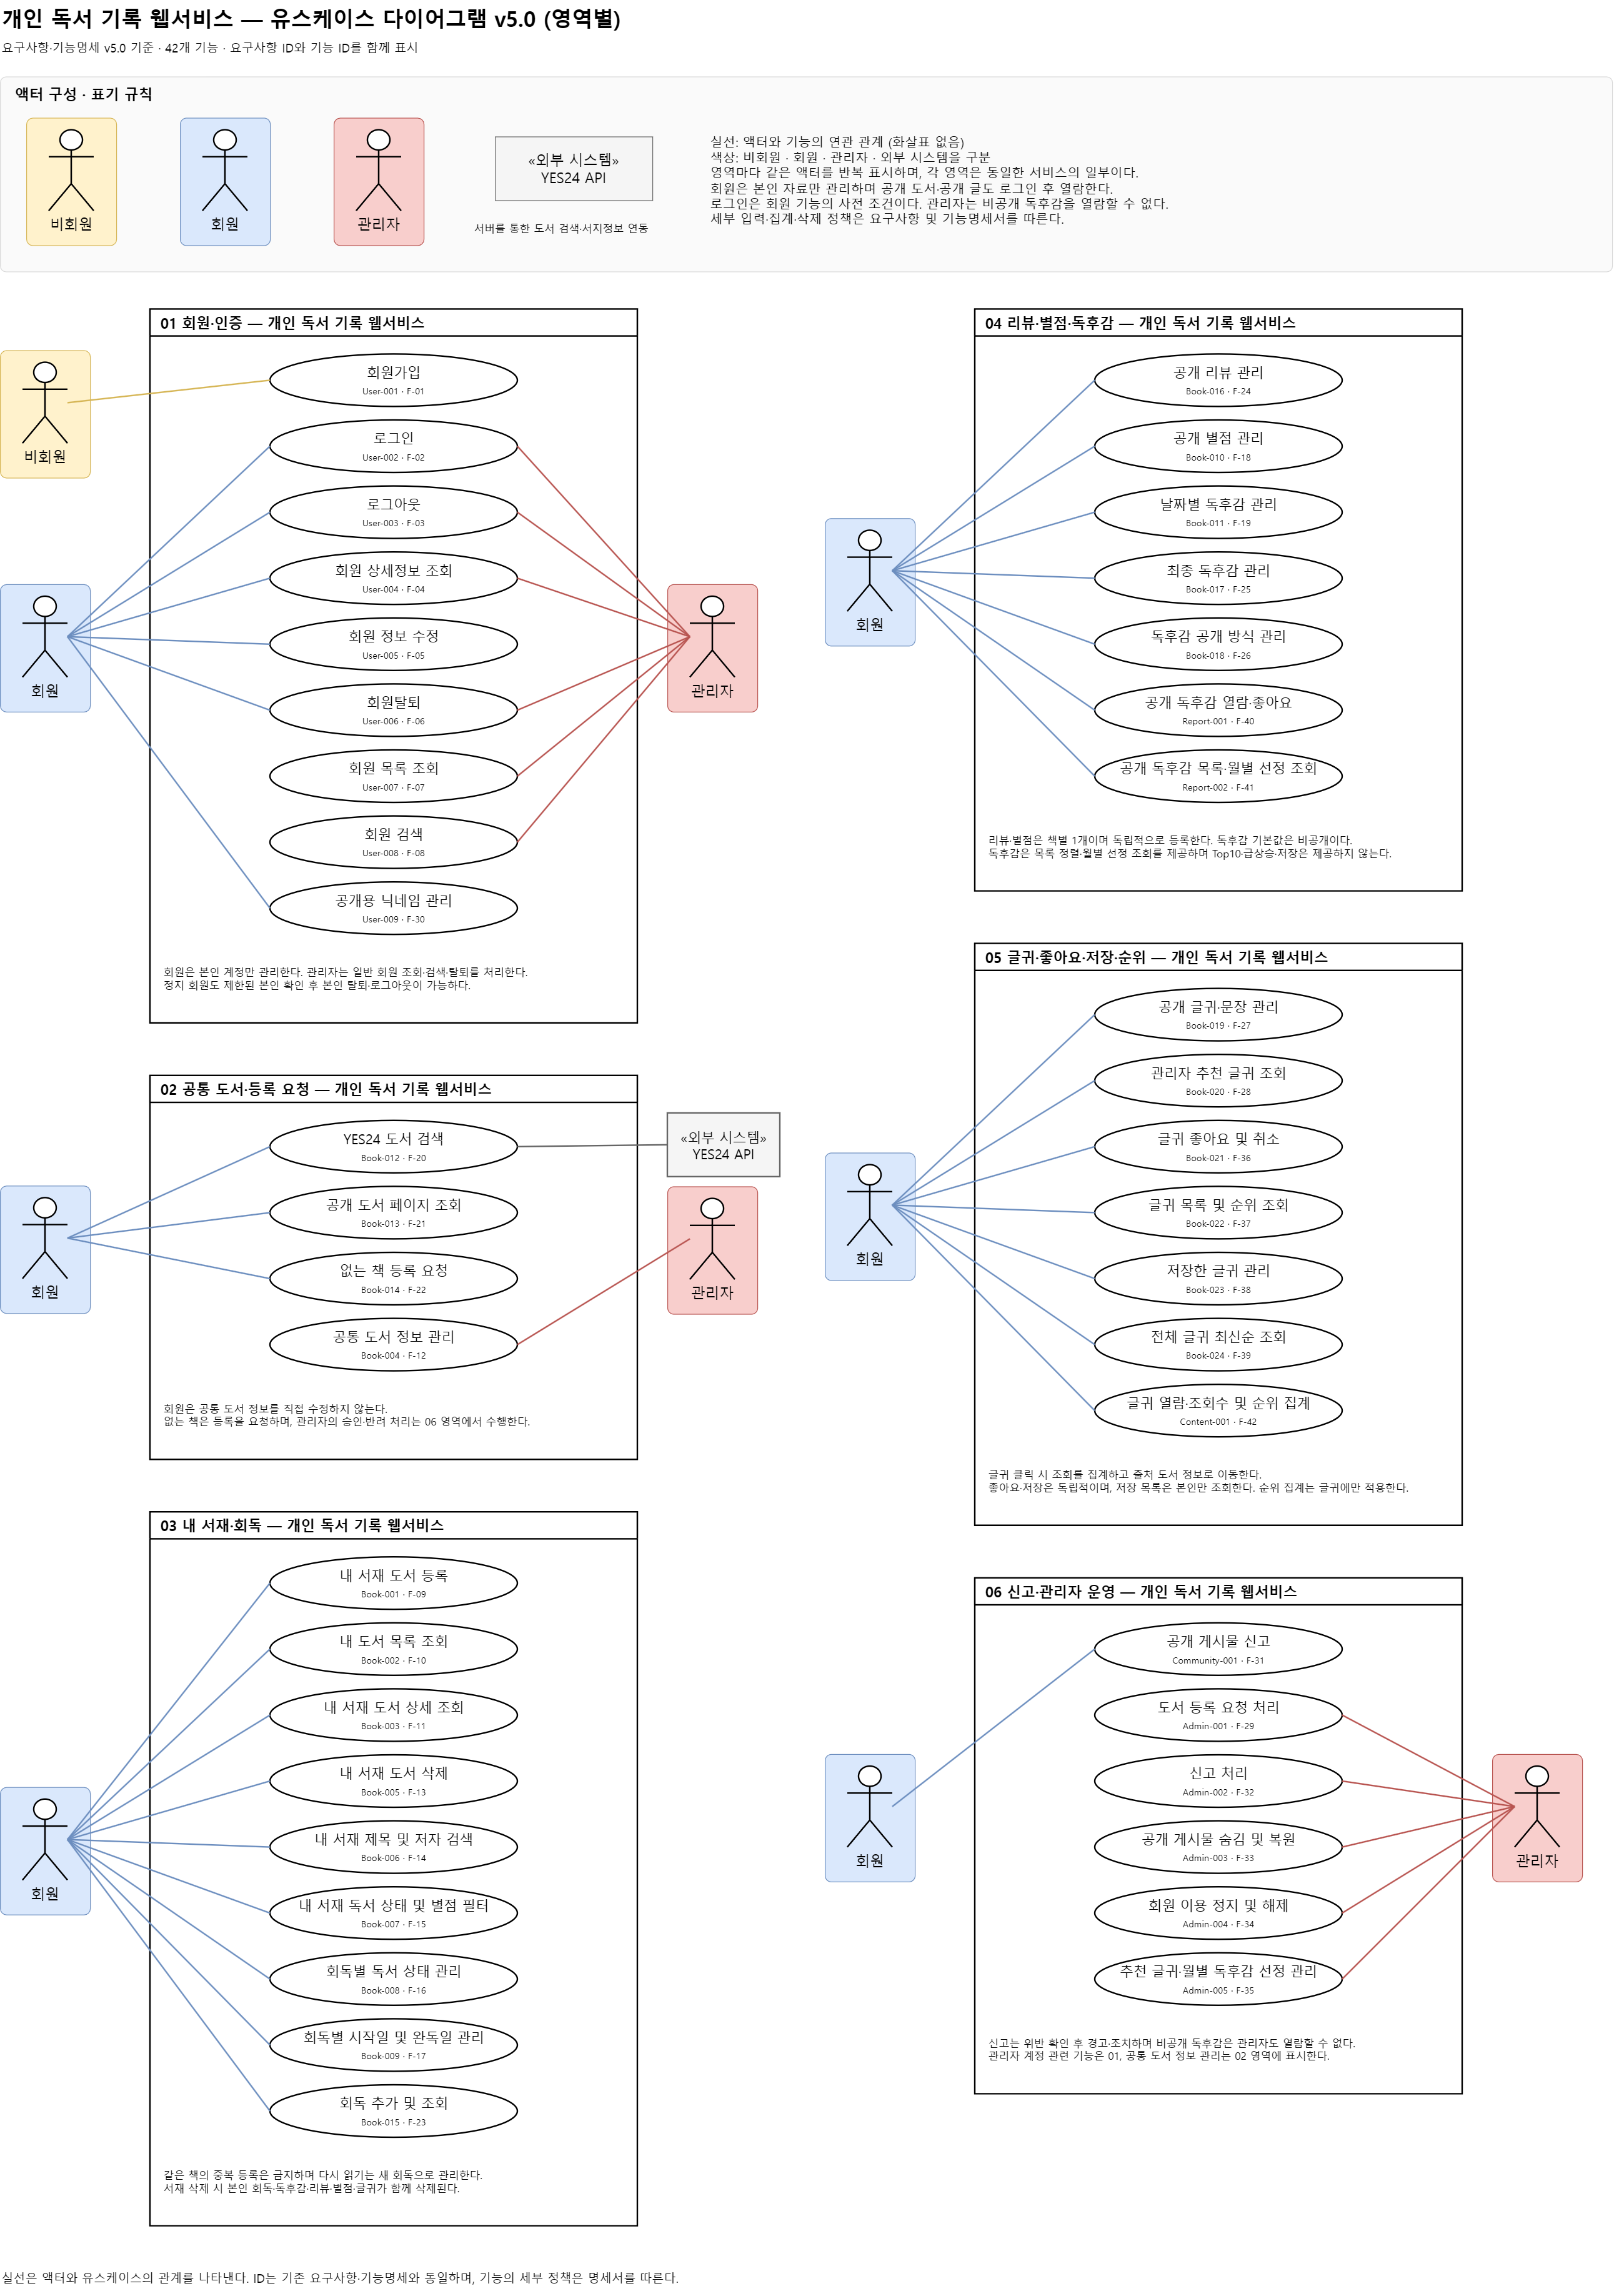 개인 독서 기록 웹서비스 — 유스케이스 다이어그램 v5.0 (영역별)
요구사항·기능명세 v5.0 기준 · 42개 기능 · 요구사항 ID와 기능 ID를 함께 표시
액터 구성 · 표기 규칙
비회원
회원
관리자
«외부 시스템»
YES24 API
서버를 통한 도서 검색·서지정보 연동
실선: 액터와 기능의 연관 관계 (화살표 없음)
색상: 비회원 · 회원 · 관리자 · 외부 시스템을 구분
영역마다 같은 액터를 반복 표시하며, 각 영역은 동일한 서비스의 일부이다.
회원은 본인 자료만 관리하며 공개 도서·공개 글도 로그인 후 열람한다.
로그인은 회원 기능의 사전 조건이다. 관리자는 비공개 독후감을 열람할 수 없다.
세부 입력·집계·삭제 정책은 요구사항 및 기능명세서를 따른다.
01 회원·인증 — 개인 독서 기록 웹서비스
비회원
회원
관리자
회원가입
User-001 · F-01
로그인
User-002 · F-02
로그아웃
User-003 · F-03
회원 상세정보 조회
User-004 · F-04
회원 정보 수정
User-005 · F-05
회원탈퇴
User-006 · F-06
회원 목록 조회
User-007 · F-07
회원 검색
User-008 · F-08
공개용 닉네임 관리
User-009 · F-30
회원은 본인 계정만 관리한다. 관리자는 일반 회원 조회·검색·탈퇴를 처리한다.
정지 회원도 제한된 본인 확인 후 본인 탈퇴·로그아웃이 가능하다.
02 공통 도서·등록 요청 — 개인 독서 기록 웹서비스
회원
«외부 시스템»
YES24 API
관리자
YES24 도서 검색
Book-012 · F-20
공개 도서 페이지 조회
Book-013 · F-21
없는 책 등록 요청
Book-014 · F-22
공통 도서 정보 관리
Book-004 · F-12
회원은 공통 도서 정보를 직접 수정하지 않는다.
없는 책은 등록을 요청하며, 관리자의 승인·반려 처리는 06 영역에서 수행한다.
03 내 서재·회독 — 개인 독서 기록 웹서비스
회원
내 서재 도서 등록
Book-001 · F-09
내 도서 목록 조회
Book-002 · F-10
내 서재 도서 상세 조회
Book-003 · F-11
내 서재 도서 삭제
Book-005 · F-13
내 서재 제목 및 저자 검색
Book-006 · F-14
내 서재 독서 상태 및 별점 필터
Book-007 · F-15
회독별 독서 상태 관리
Book-008 · F-16
회독별 시작일 및 완독일 관리
Book-009 · F-17
회독 추가 및 조회
Book-015 · F-23
같은 책의 중복 등록은 금지하며 다시 읽기는 새 회독으로 관리한다.
서재 삭제 시 본인 회독·독후감·리뷰·별점·글귀가 함께 삭제된다.
04 리뷰·별점·독후감 — 개인 독서 기록 웹서비스
회원
공개 리뷰 관리
Book-016 · F-24
공개 별점 관리
Book-010 · F-18
날짜별 독후감 관리
Book-011 · F-19
최종 독후감 관리
Book-017 · F-25
독후감 공개 방식 관리
Book-018 · F-26
공개 독후감 열람·좋아요
Report-001 · F-40
공개 독후감 목록·월별 선정 조회
Report-002 · F-41
리뷰·별점은 책별 1개이며 독립적으로 등록한다. 독후감 기본값은 비공개이다.
독후감은 목록 정렬·월별 선정 조회를 제공하며 Top10·급상승·저장은 제공하지 않는다.
05 글귀·좋아요·저장·순위 — 개인 독서 기록 웹서비스
회원
공개 글귀·문장 관리
Book-019 · F-27
관리자 추천 글귀 조회
Book-020 · F-28
글귀 좋아요 및 취소
Book-021 · F-36
글귀 목록 및 순위 조회
Book-022 · F-37
저장한 글귀 관리
Book-023 · F-38
전체 글귀 최신순 조회
Book-024 · F-39
글귀 열람·조회수 및 순위 집계
Content-001 · F-42
글귀 클릭 시 조회를 집계하고 출처 도서 정보로 이동한다.
좋아요·저장은 독립적이며, 저장 목록은 본인만 조회한다. 순위 집계는 글귀에만 적용한다.
06 신고·관리자 운영 — 개인 독서 기록 웹서비스
회원
관리자
공개 게시물 신고
Community-001 · F-31
도서 등록 요청 처리
Admin-001 · F-29
신고 처리
Admin-002 · F-32
공개 게시물 숨김 및 복원
Admin-003 · F-33
회원 이용 정지 및 해제
Admin-004 · F-34
추천 글귀·월별 독후감 선정 관리
Admin-005 · F-35
신고는 위반 확인 후 경고·조치하며 비공개 독후감은 관리자도 열람할 수 없다.
관리자 계정 관련 기능은 01, 공통 도서 정보 관리는 02 영역에 표시한다.
실선은 액터와 유스케이스의 관계를 나타낸다. ID는 기존 요구사항·기능명세와 동일하며, 기능의 세부 정책은 명세서를 따른다.